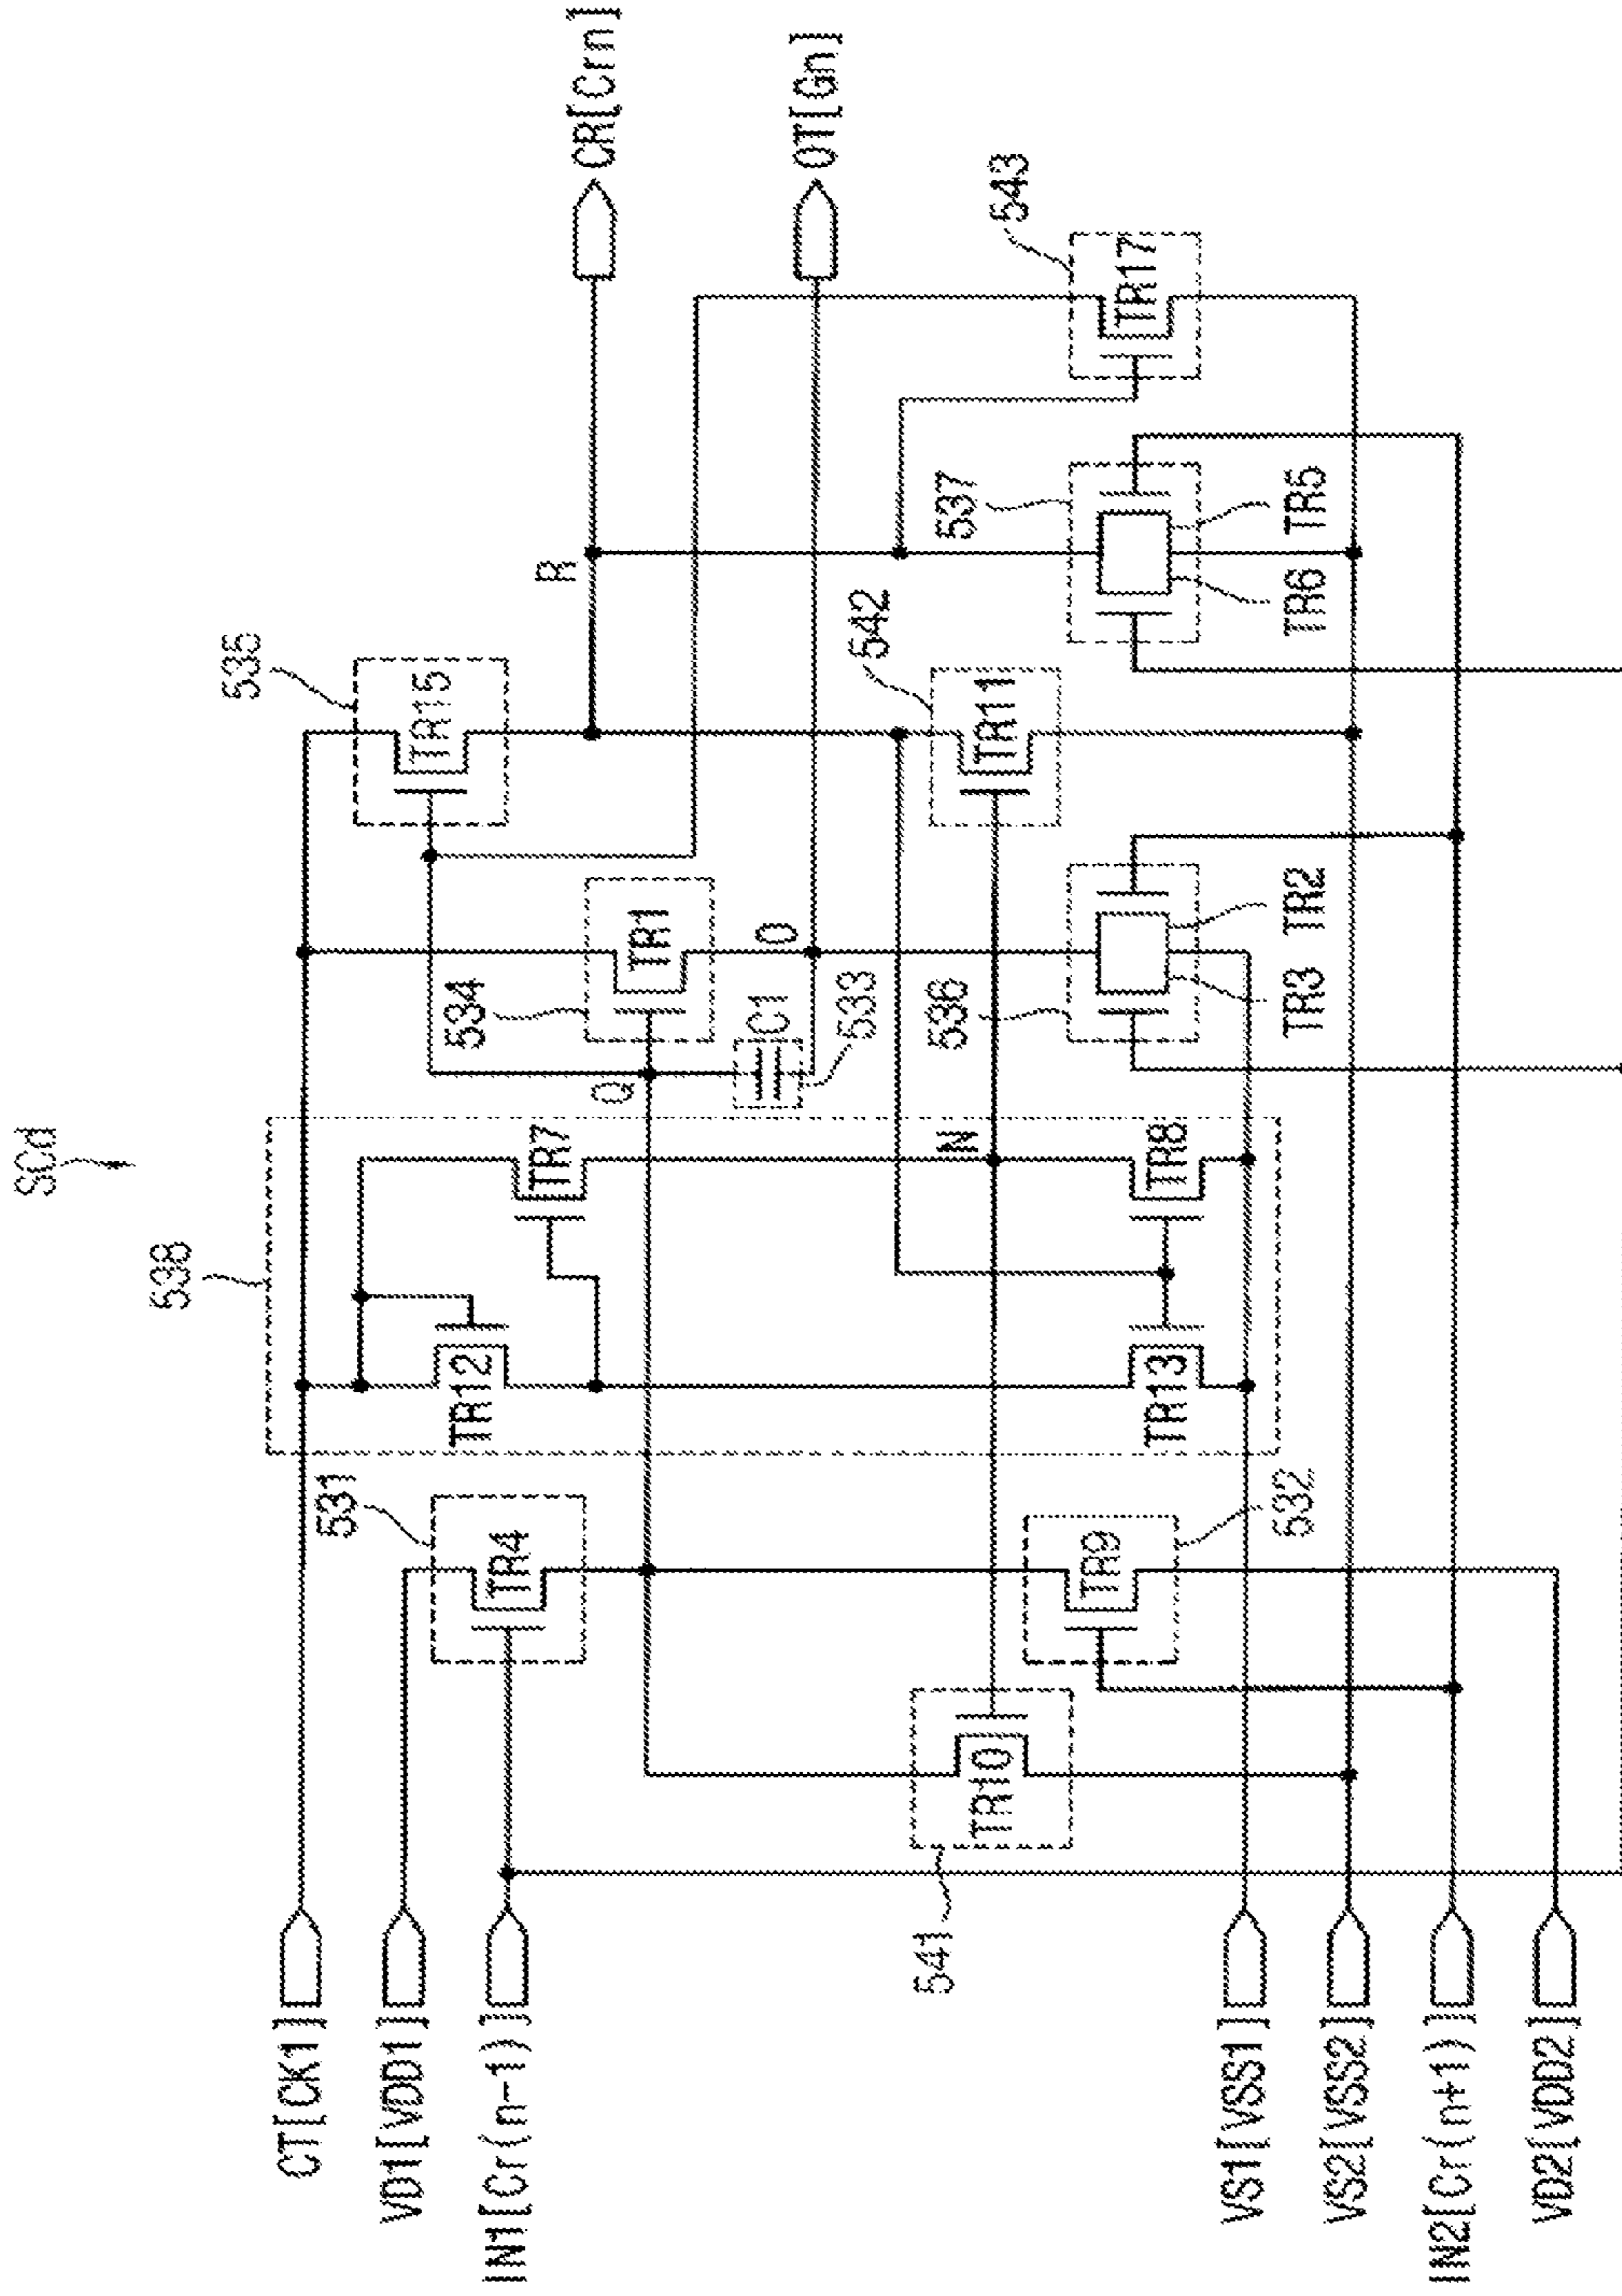 SCd
538
535
CR[Crn]
R
OT[Gn]
TR15
534
TR1
O
Q
C1
533
TR12
TR7
531
TR4
N
542
TR11
537
543
TR17
536
TR13
TR8
TR3
TR2
TR6
TR5
TR9
532
TR10
541
CT[CK1]
VD1[VDD1]
IN1[Cr(n-1)]
VS1[VSS1]
VS2[VSS2]
IN2[Cr(n+1)]
VD2[VDD2]